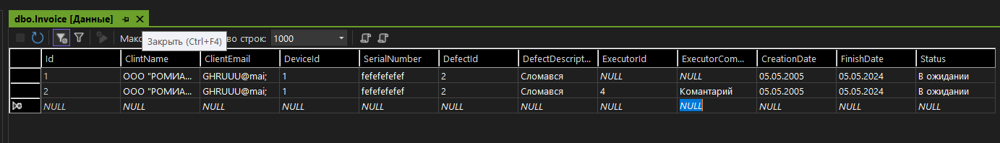 dbo.Invoice [Данные]
Макс Закрыть (Ctrl+F4) во строк: 1000
Id ClintName ClientEmail DeviceId SerialNumber DefectId DefectDescript... ExecutorId ExecutorCom... CreationDate FinishDate Status
1 ООО "РОМИА... GHRUUU@mai; 1 fefefefefef 2 Сломався NULL NULL 05.05.2005 05.05.2024 В ожидании
2 ООО "РОМИА... GHRUUU@mai; 1 fefefefefef 2 Сломався 4 Комантарий 05.05.2005 05.05.2024 В ожидании
NULL NULL NULL NULL NULL NULL NULL NULL NULL NULL NULL NULL